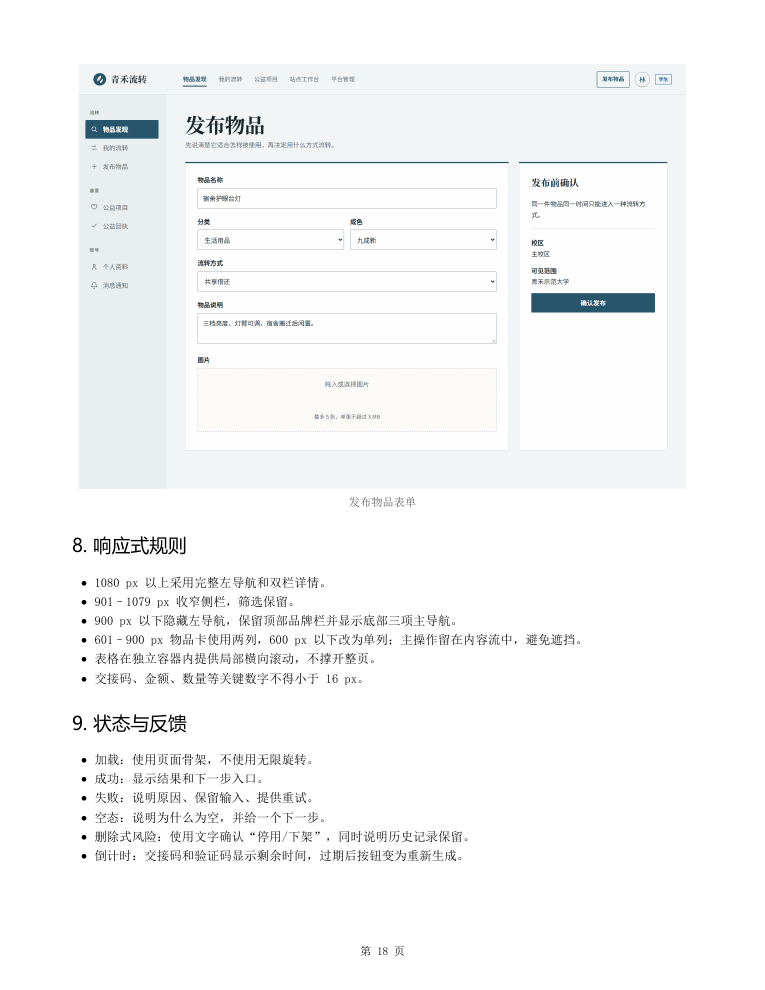 青禾流转
物品发现 我的流转 公益项目 站点工作台 平台管理
发布物品 林 学生
流转
物品发现
我的流转
发布物品
公益项目
公益回执
个人资料
消息通知
发布物品
先说清楚它适合怎样被使用，再决定用什么方式流转。
物品名称
宿舍护眼台灯
分类 成色
生活用品 九成新
流转方式
共享借还
物品说明
三档亮度，灯臂可调，宿舍搬迁后闲置。
图片
拖入或选择图片
最多 5 张，单张不超过 3 MB
发布前确认
同一件物品同一时间只能进入一种流转方
式。
校区
主校区
可见范围
青禾示范大学
确认发布
发布物品表单
8. 响应式规则
• 1080 px 以上采用完整左导航和双栏详情。
• 901–1079 px 收窄侧栏，筛选保留。
• 900 px 以下隐藏左导航，保留顶部品牌栏并显示底部三项主导航。
• 601–900 px 物品卡使用两列，600 px 以下改为单列；主操作留在内容流中，避免遮挡。
• 表格在独立容器内提供局部横向滚动，不撑开整页。
• 交接码、金额、数量等关键数字不得小于 16 px。
9. 状态与反馈
• 加载：使用页面骨架，不使用无限旋转。
• 成功：显示结果和下一步入口。
• 失败：说明原因、保留输入、提供重试。
• 空态：说明为什么为空，并给一个下一步。
• 删除式风险：使用文字确认“停用/下架”，同时说明历史记录保留。
• 倒计时：交接码和验证码显示剩余时间，过期后按钮变为重新生成。
第 18 页